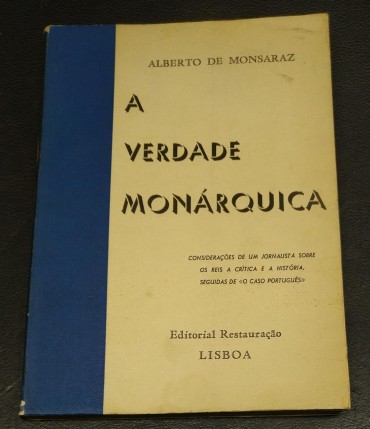 ALBERTO DE MONSARAZ
A
VERDADE
MONÁRQUICA
CONSIDERAÇÕES DE UM JORNALISTA SOBRE
OS REIS A CRÍTICA E A HISTÓRIA,
SEGUIDAS DE «O CASO PORTUGUÊS»
Editorial Restauração
LISBOA